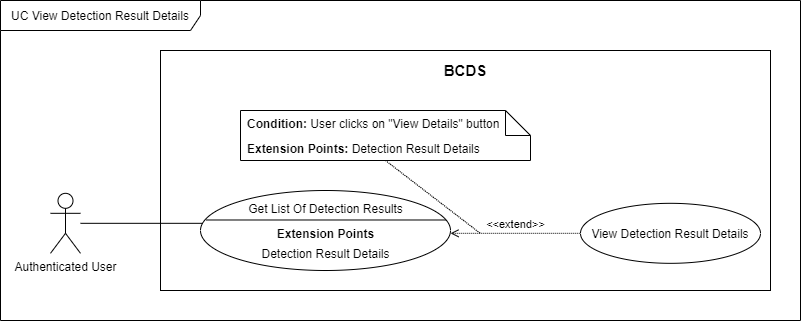 UC View Detection Result Details
BCDS
Condition: User clicks on "View Details" button
Extension Points: Detection Result Details
Get List Of Detection Results
Extension Points
Detection Result Details
<<extend>>
View Detection Result Details
Authenticated User